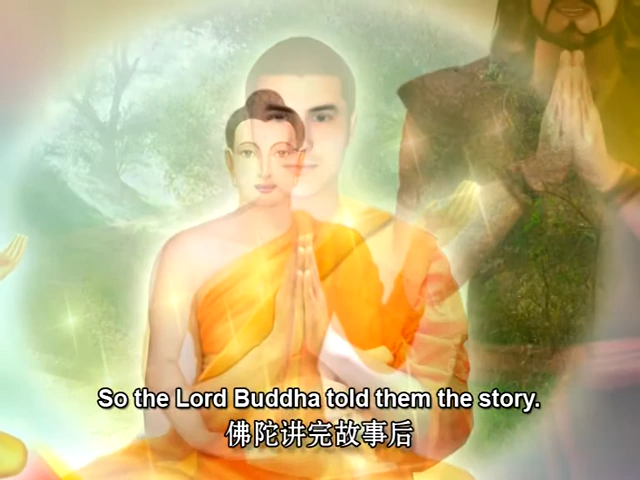 So the Lord Buddha told them the story.
佛陀讲完故事后